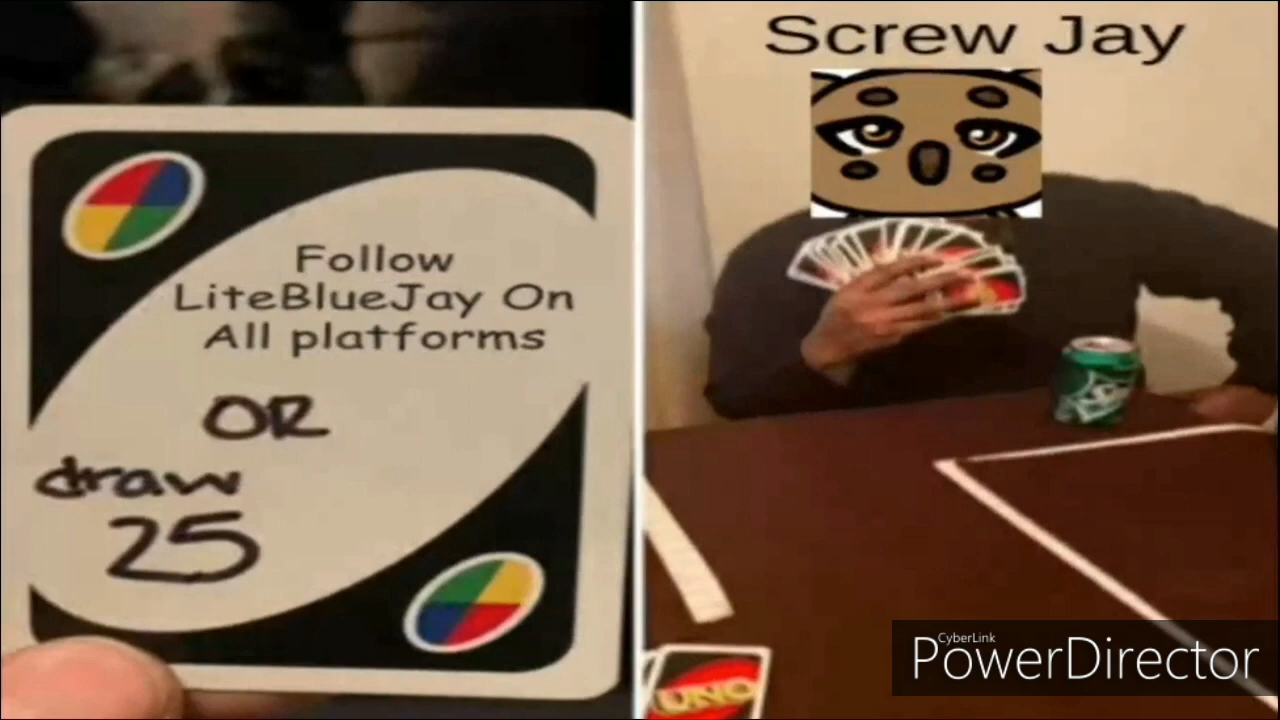 Follow
LiteBlueJay On
All platforms
OR
draw
25
Screw Jay
UNO
CyberLink
PowerDirector